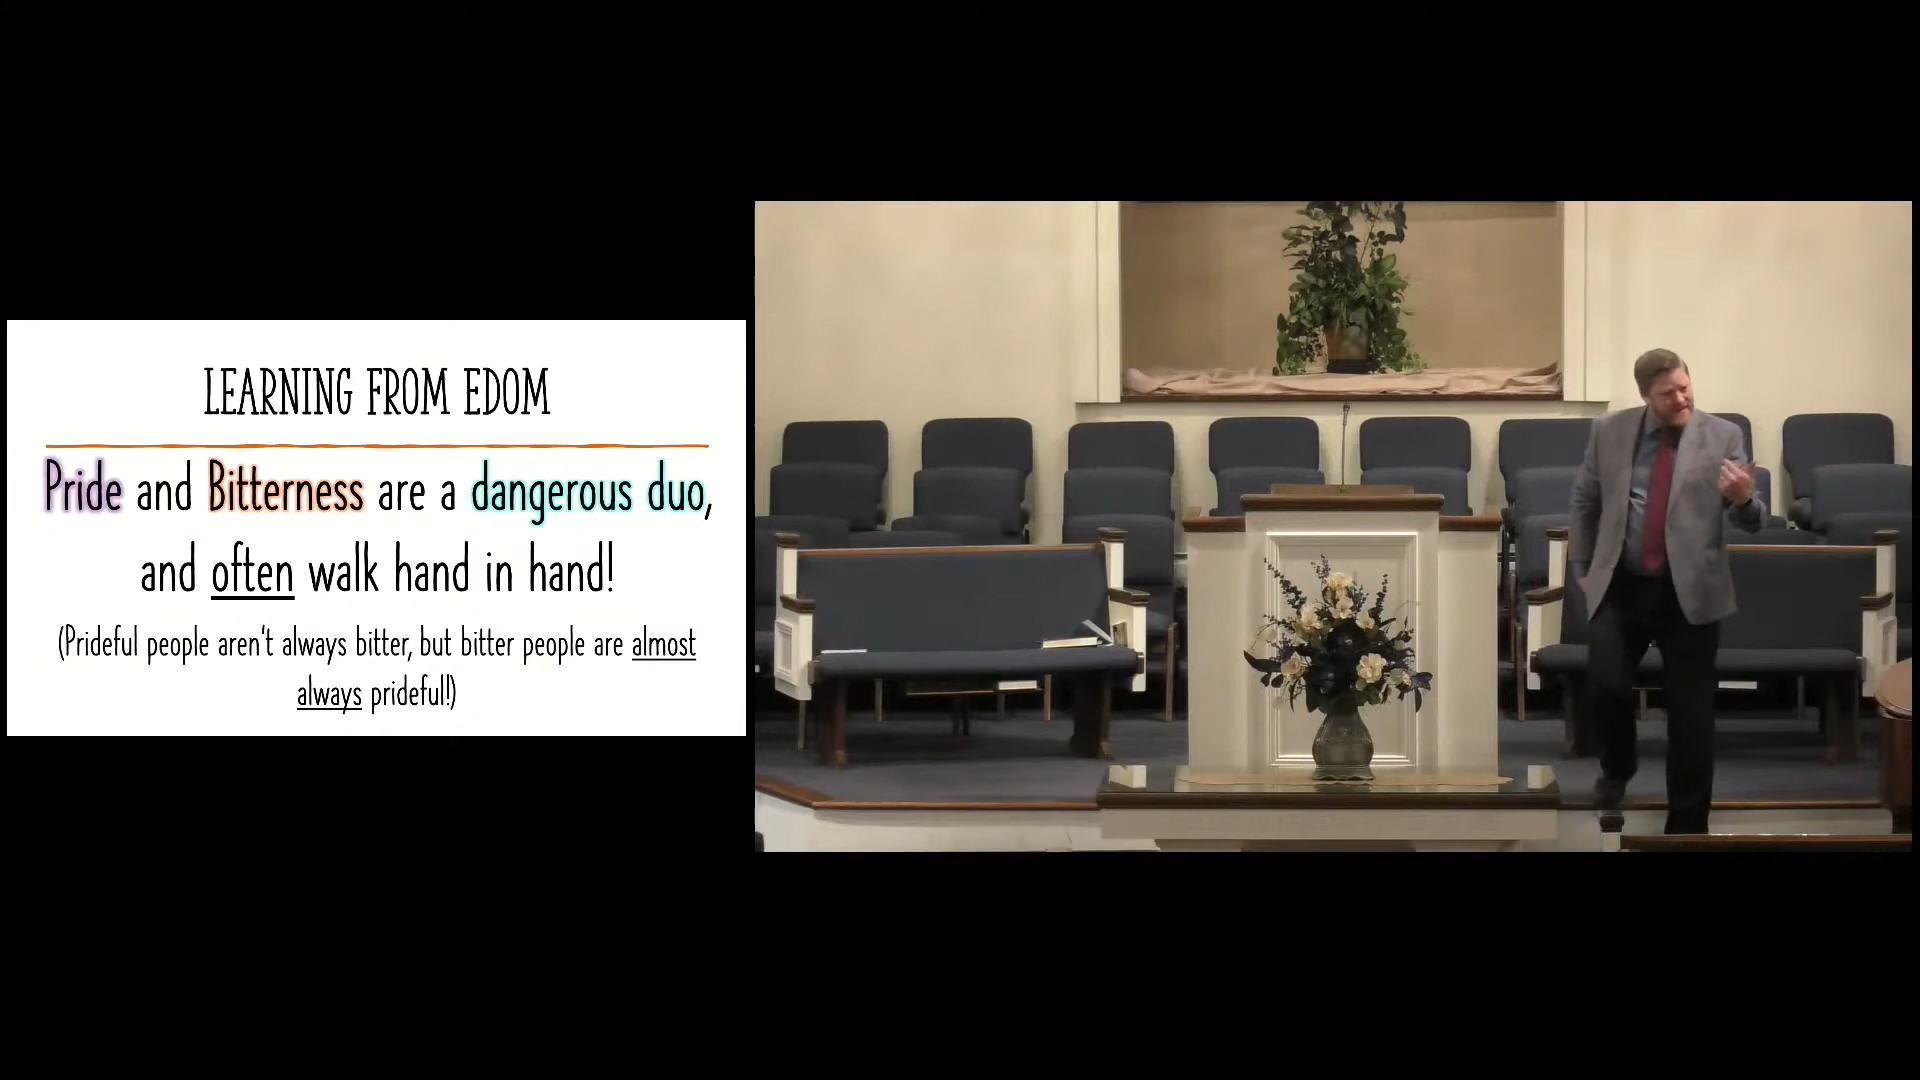 LEARNING FROM EDOM
Pride and Bitterness are a dangerous duo,
and often walk hand in hand!
(Prideful people aren't always bitter, but bitter people are almost
always prideful!)